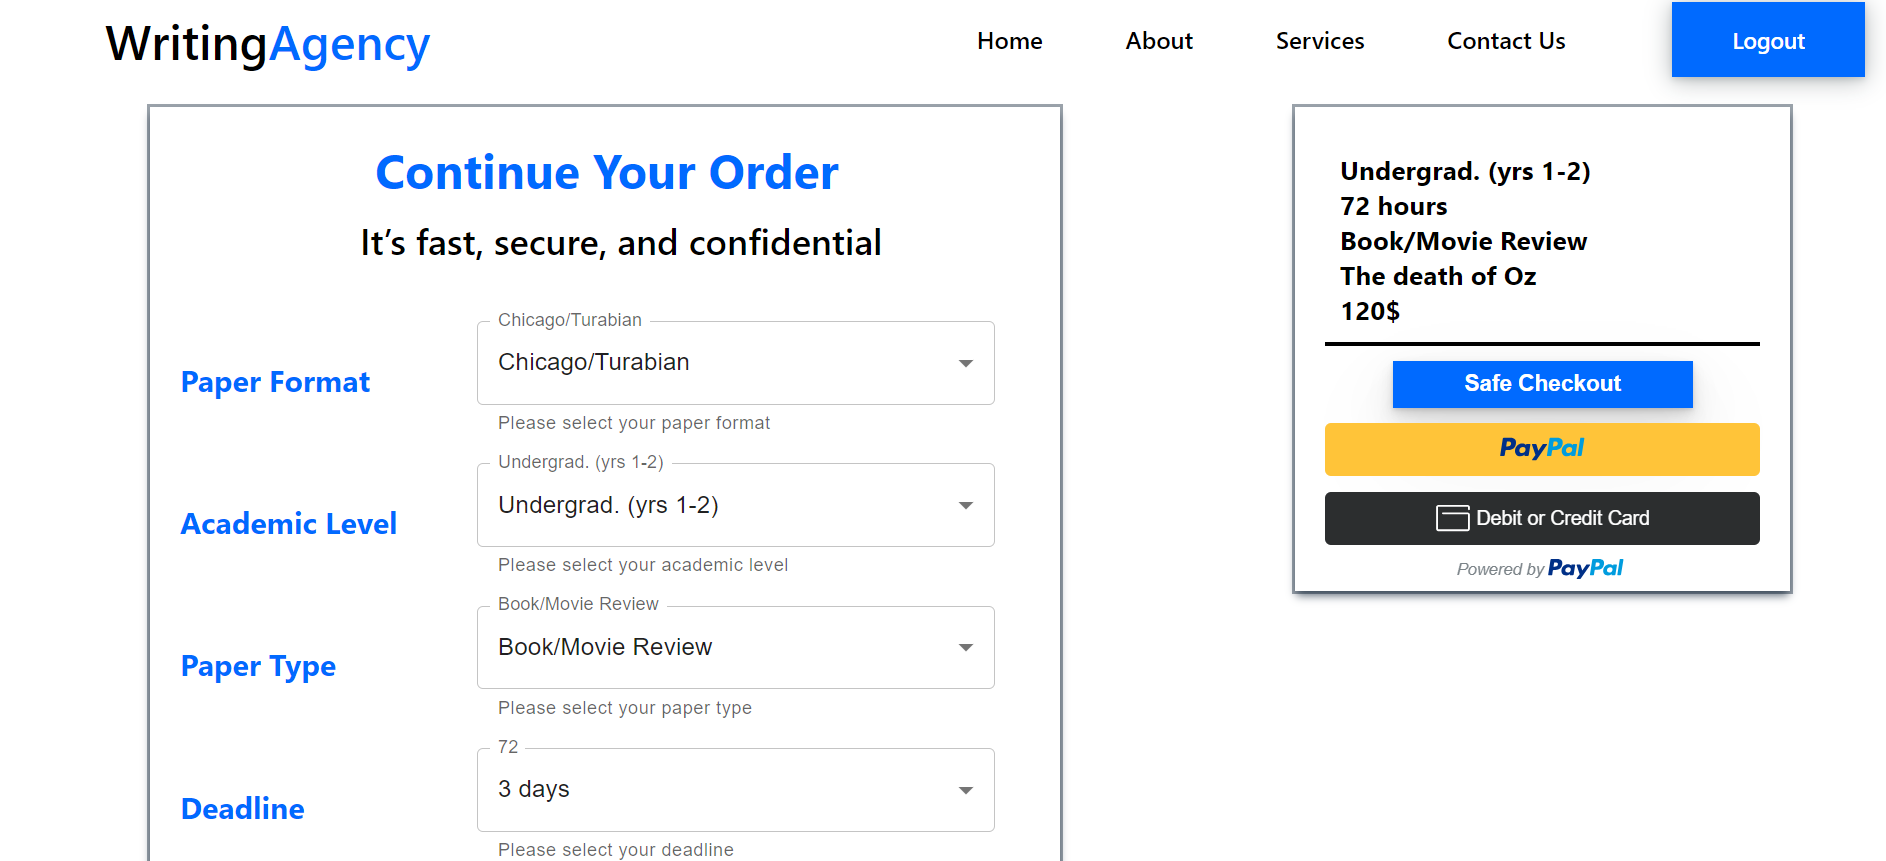 WritingAgency
Home About Services Contact Us Logout
Continue Your Order
It’s fast, secure, and confidential
Chicago/Turabian
Paper Format Chicago/Turabian
Please select your paper format
Undergrad. (yrs 1-2)
Academic Level Undergrad. (yrs 1-2)
Please select your academic level
Book/Movie Review
Paper Type Book/Movie Review
Please select your paper type
72
Deadline 3 days
Please select your deadline
Undergrad. (yrs 1-2)
72 hours
Book/Movie Review
The death of Oz
120$
Safe Checkout
PayPal
Debit or Credit Card
Powered by PayPal